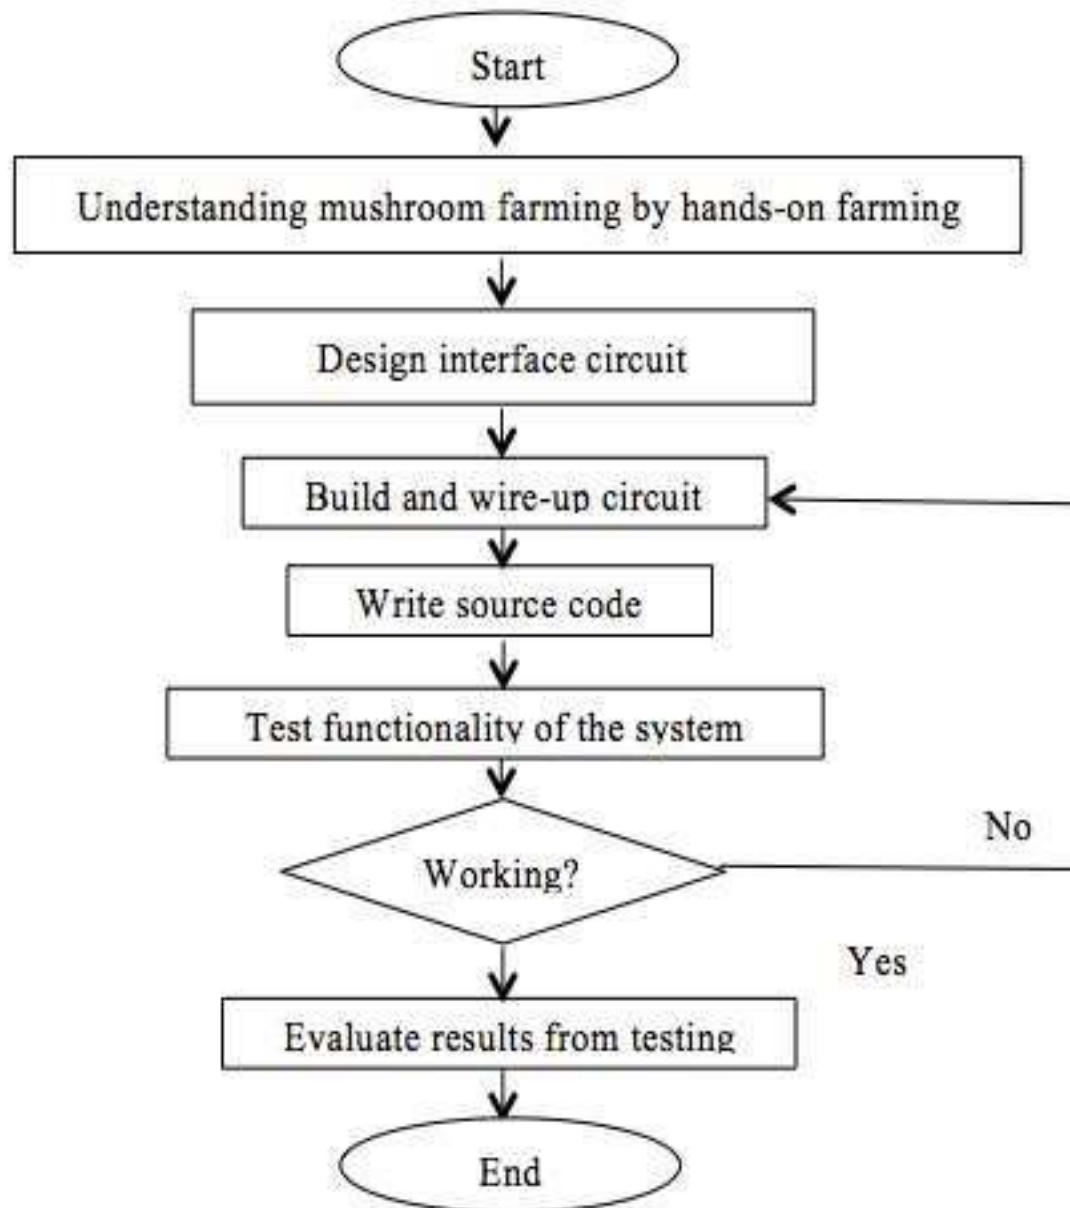 Start
Understanding mushroom farming by hands-on farming
Design interface circuit
Build and wire-up circuit
Write source code
Test functionality of the system
Working?
No
Yes
Evaluate results from testing
End